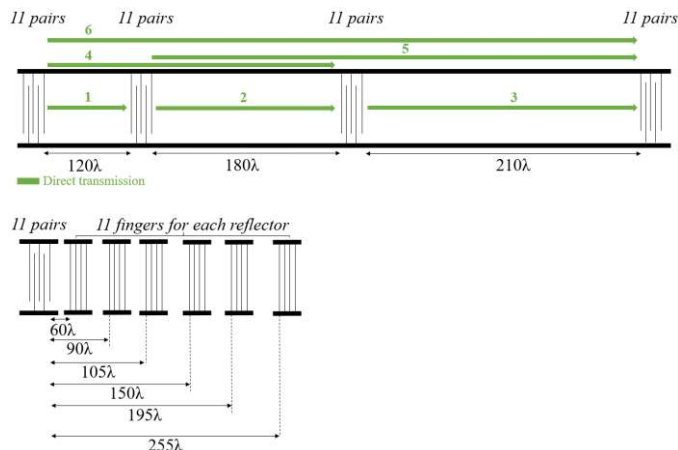 11 pairs 11 pairs 11 pairs 11 pairs
6
4 5
1 2 3
120λ 180λ 210λ
Direct transmission
11 pairs 11 fingers for each reflector
60λ
90λ
105λ
150λ
195λ
255λ